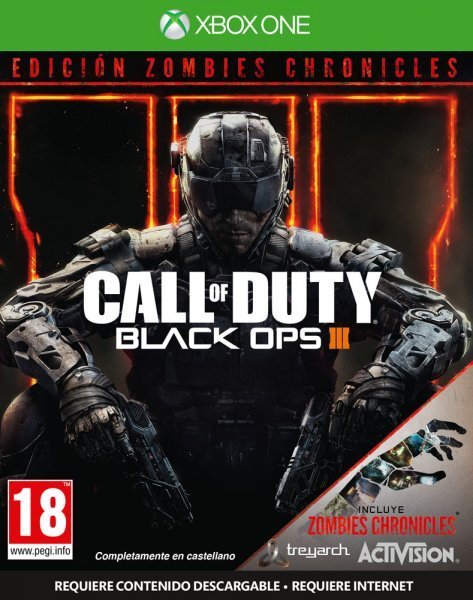 XBOX ONE
EDICIÓN ZOMBIES CHRONICLES
CALL OF DUTY
BLACK OPS III
18
www.pegi.info
Completamente en castellano
INCLUYE
ZOMBIES CHRONICLES*
treyarch ACTIVISION
REQUIERE CONTENIDO DESCARGABLE • REQUIERE INTERNET